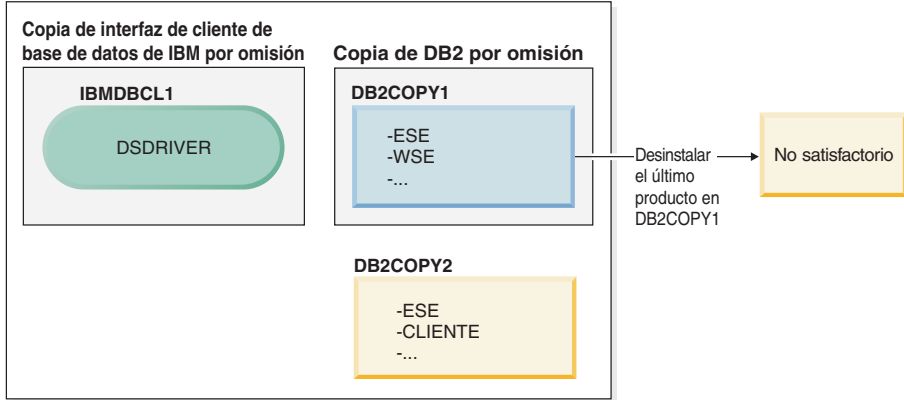 Copia de interfaz de cliente de
base de datos de IBM por omisión
IBMDBCL1
DSDRIVER
Copia de DB2 por omisión
DB2COPY1
-ESE
-WSE
-...
Desinstalar
el último
producto en
DB2COPY1
No satisfactorio
DB2COPY2
-ESE
-CLIENTE
-...